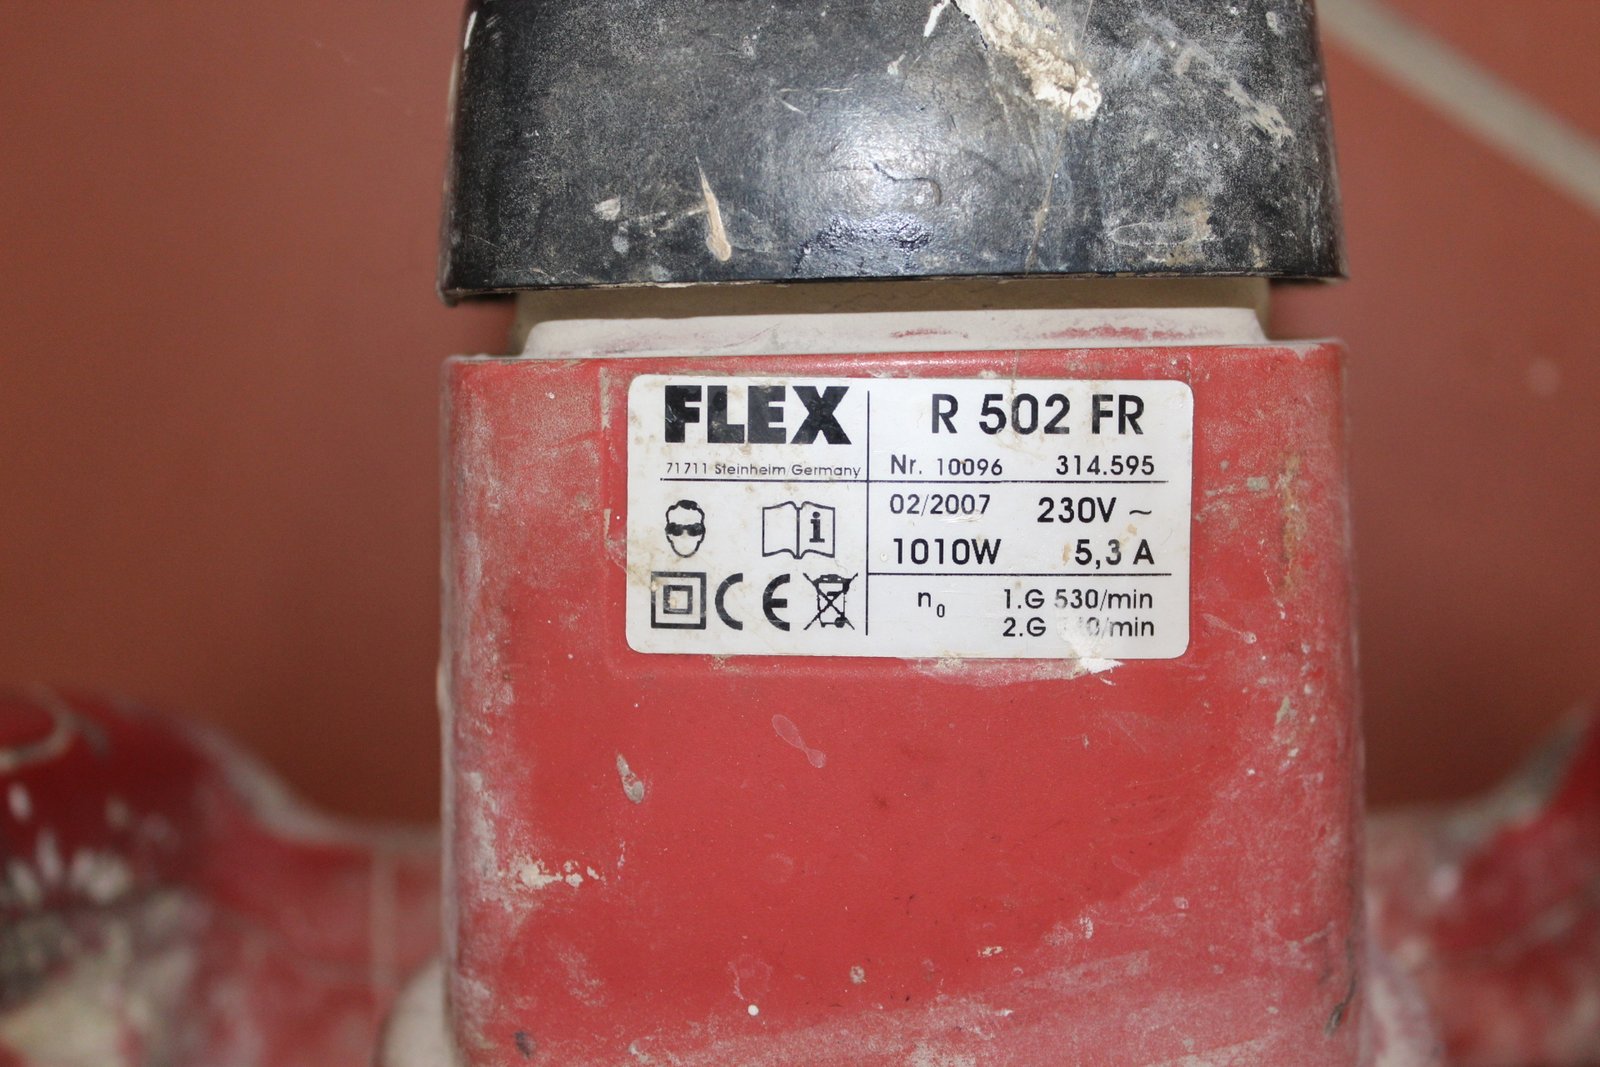 FLEX
71711 Steinheim/Germany
R 502 FR
Nr. 10096 314.595
02/2007 230V ~
1010W 5,3 A
n₀ 1.G 530/min
2.G /min
i
CE